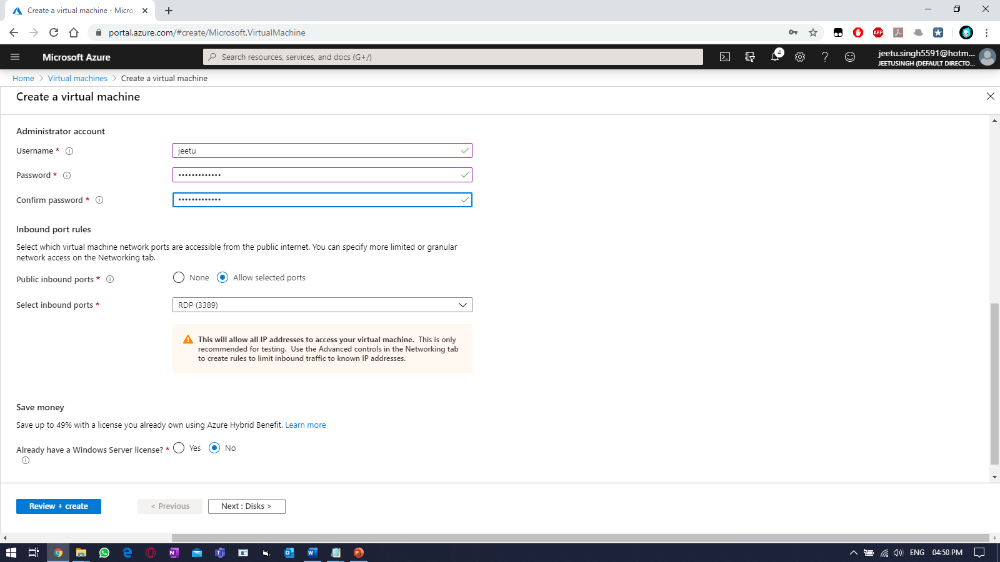 Create a virtual machine - Micros
portal.azure.com/#create/Microsoft.VirtualMachine
ABP
Microsoft Azure
Search resources, services, and docs (G+/)
4
jeetu.singh5591@hotm...
JEETUSINGH (DEFAULT DIRECTO...
Home > Virtual machines > Create a virtual machine
Create a virtual machine
Administrator account
Username *
jeetu
Password *
•••••••••••••
Confirm password *
•••••••••••••
Inbound port rules
Select which virtual machine network ports are accessible from the public internet. You can specify more limited or granular
network access on the Networking tab.
Public inbound ports *
None
Allow selected ports
Select inbound ports *
RDP (3389)
This will allow all IP addresses to access your virtual machine. This is only
recommended for testing. Use the Advanced controls in the Networking tab
to create rules to limit inbound traffic to known IP addresses.
Save money
Save up to 49% with a license you already own using Azure Hybrid Benefit. Learn more
Already have a Windows Server license? *
Yes
No
Review + create
< Previous
Next : Disks >
ENG
04:50 PM